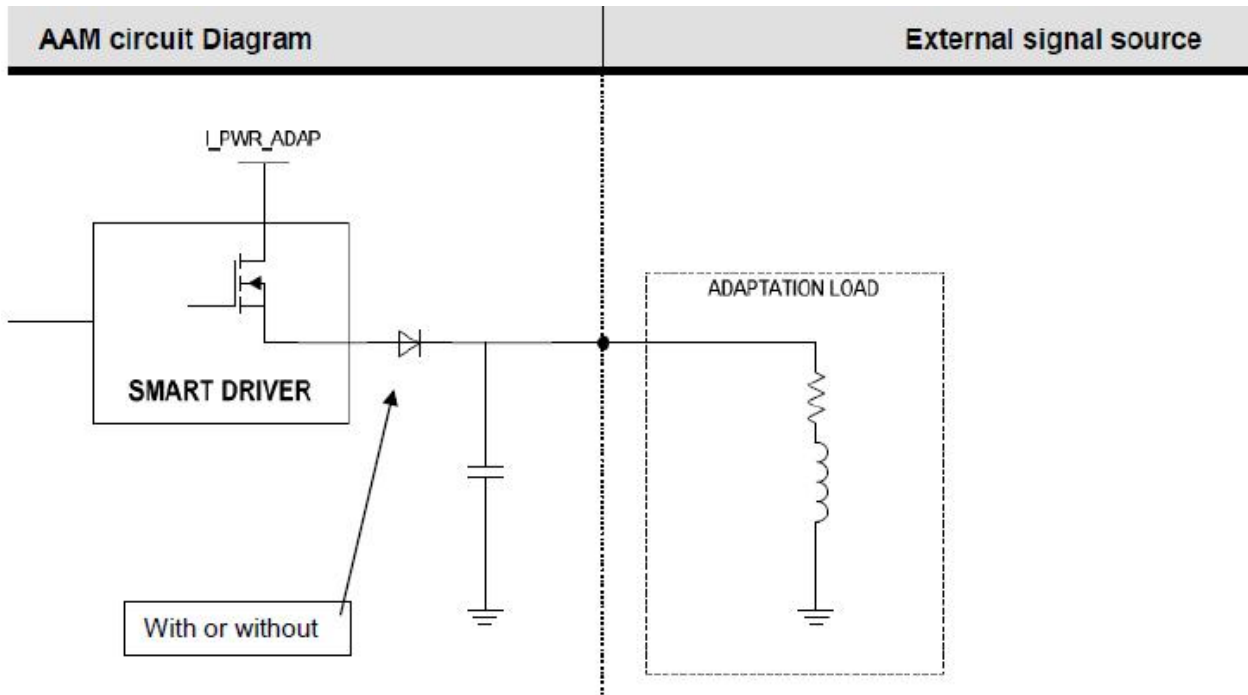 AAM circuit Diagram
External signal source
I_PWR_ADAP
ADAPTATION LOAD
SMART DRIVER
With or without